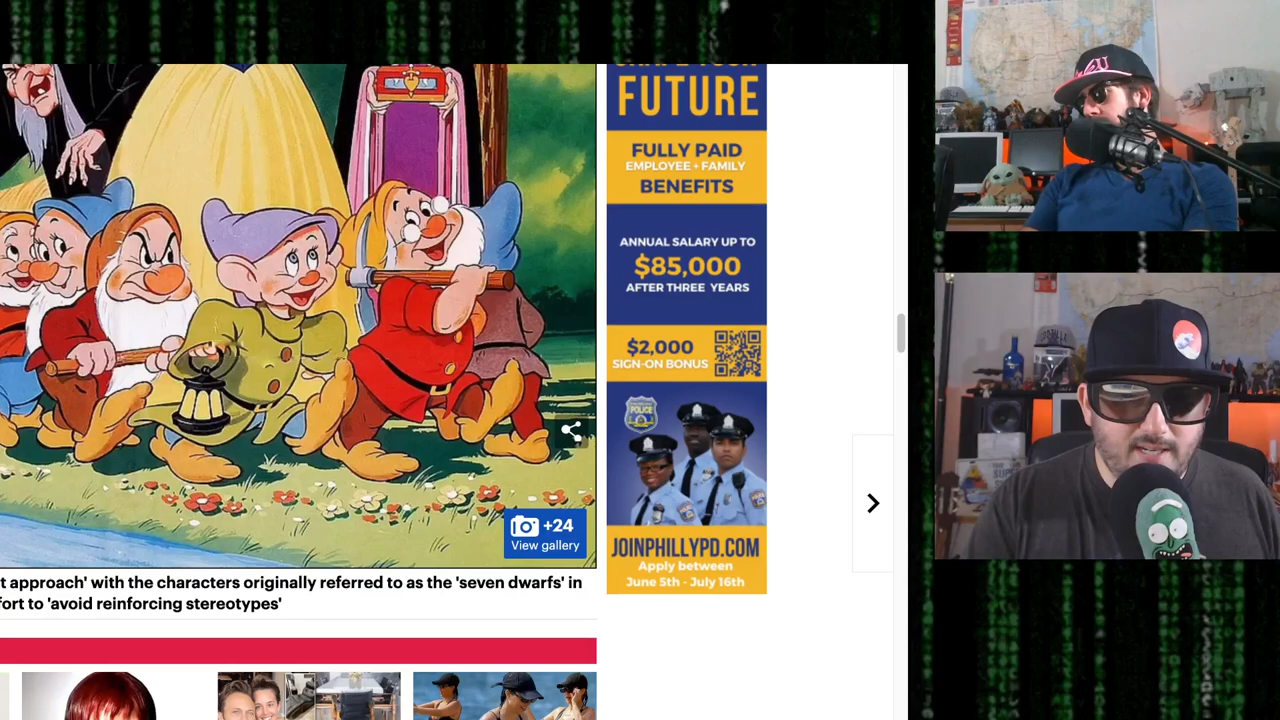 FUTURE
FULLY PAID
EMPLOYEE + FAMILY
BENEFITS
ANNUAL SALARY UP TO
$85,000
AFTER THREE YEARS
$2,000
SIGN-ON BONUS
POLICE
JOINPHILLYPD.COM
Apply between
June 5th - July 16th
+24
View gallery
t approach' with the characters originally referred to as the 'seven dwarfs' in
fort to 'avoid reinforcing stereotypes'